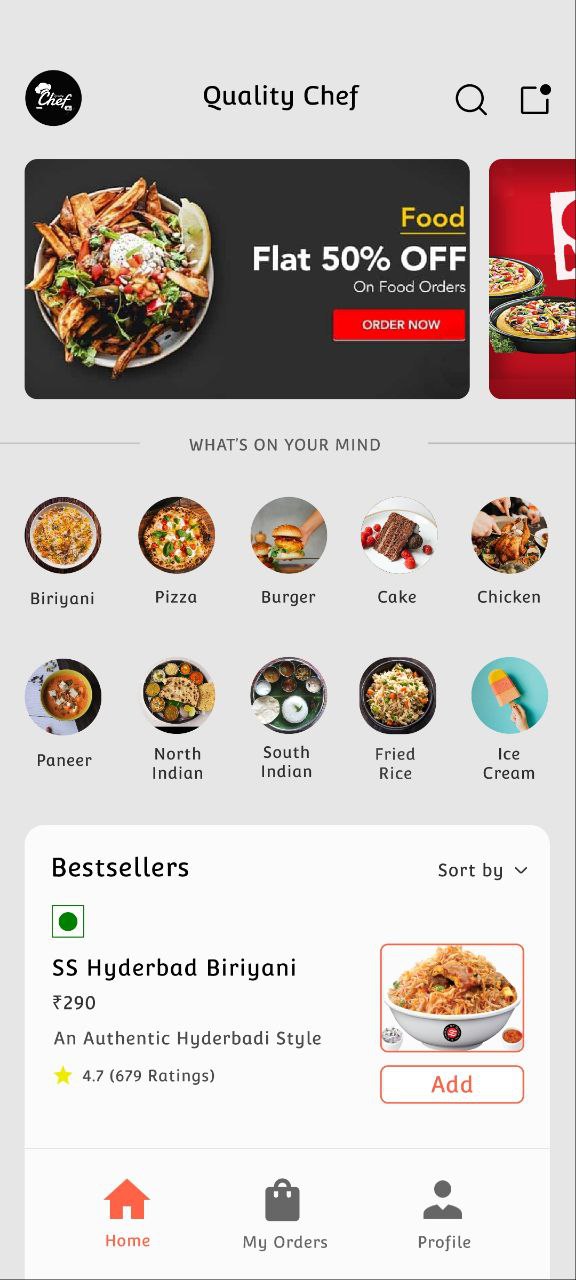 Chef
Quality Chef
Food
Flat 50% OFF
On Food Orders
ORDER NOW
WHAT'S ON YOUR MIND
Biriyani
Pizza
Burger
Cake
Chicken
Paneer
North
Indian
South
Indian
Fried
Rice
Ice
Cream
Bestsellers
Sort by
SS Hyderbad Biriyani
₹290
An Authentic Hyderbadi Style
4.7 (679 Ratings)
Add
Home
My Orders
Profile